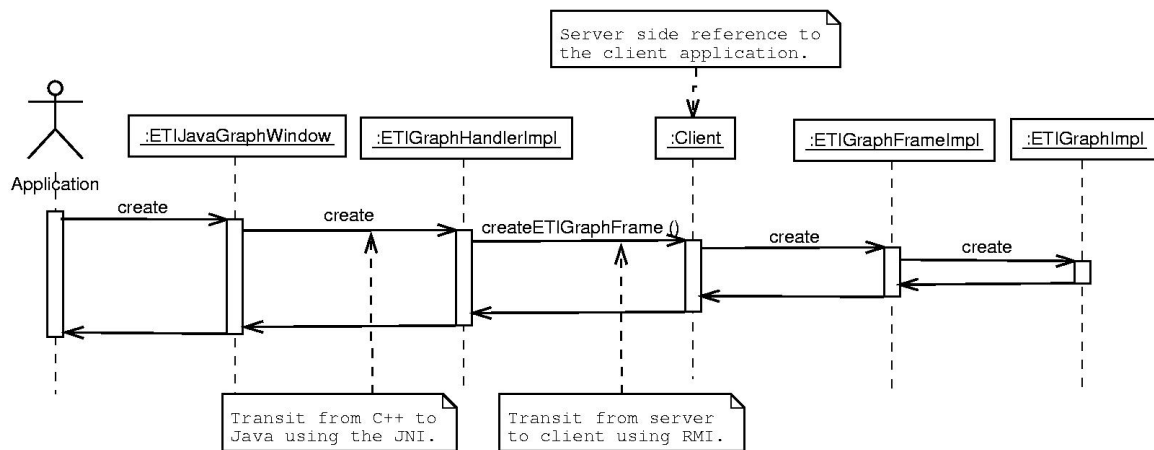 Server side reference to
the client application.
:ETIJavaGraphWindow
:ETIGraphHandlerImpl
:Client
:ETIGraphFrameImpl
:ETIGraphImpl
Application
create
create
createETIGraphFrame ()
create
create
Transit from C++ to
Java using the JNI.
Transit from server
to client using RMI.